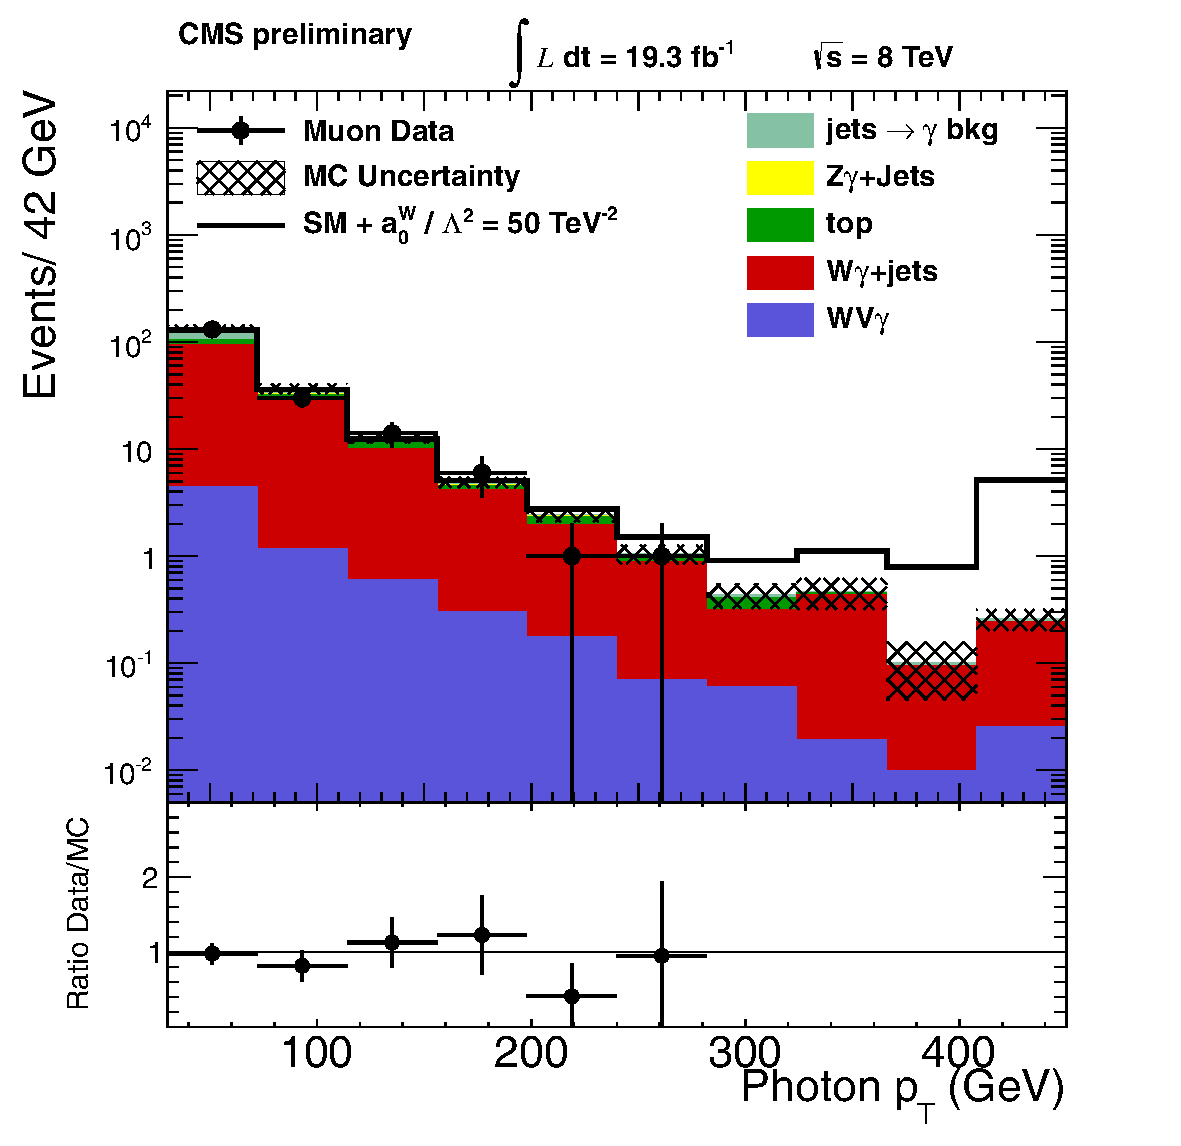 CMS preliminary
∫ L dt = 19.3 fb⁻¹
√s = 8 TeV
Events/ 42 GeV
10⁴
10³
10²
10
1
10⁻¹
10⁻²
Muon Data
MC Uncertainty
SM + a₀ᵂ / Λ² = 50 TeV⁻²
jets → γ bkg
Zγ+Jets
top
Wγ+jets
WVγ
Ratio Data/MC
2
1
100 200 300 400
Photon p_T (GeV)